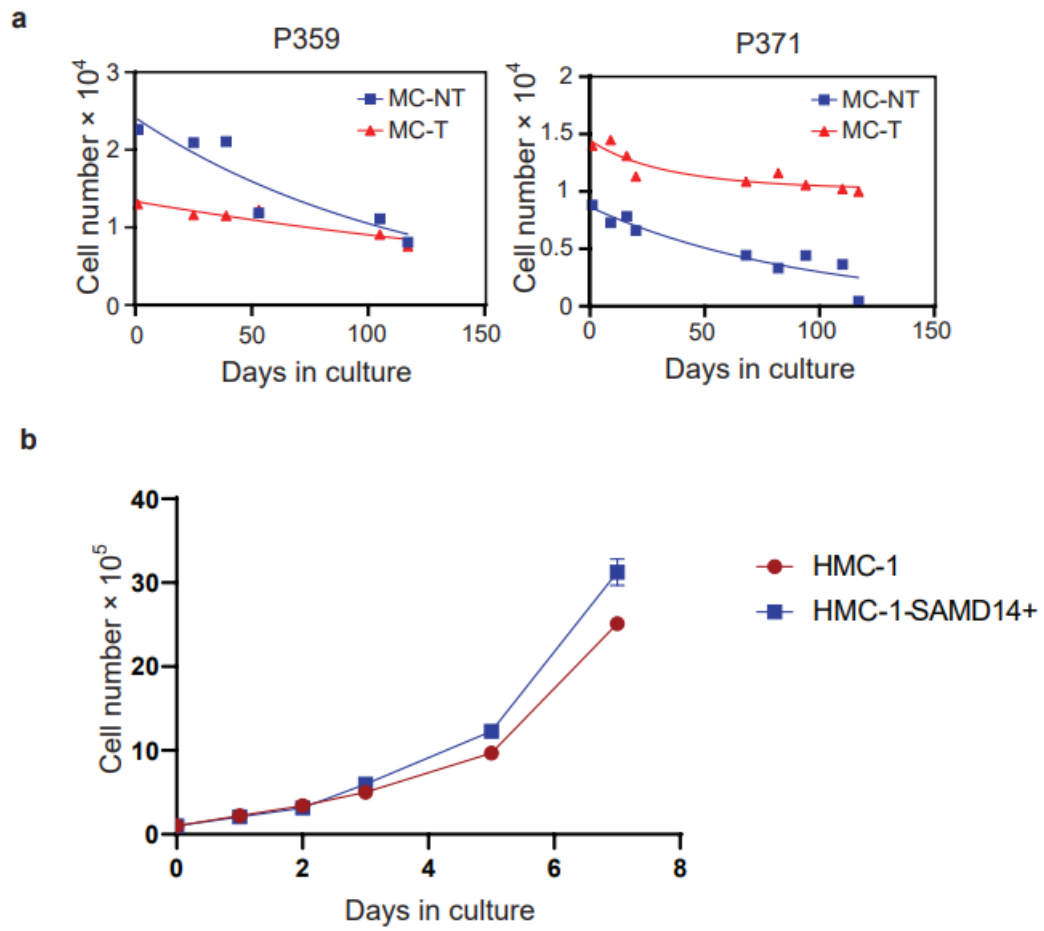 a
P359
Cell number × 10⁴
3
2
1
0
MC-NT
MC-T
0
50
100
150
Days in culture
P371
Cell number × 10⁴
2
1.5
1
0.5
0
MC-NT
MC-T
0
50
100
150
Days in culture
b
Cell number × 10⁵
40
30
20
10
0
HMC-1
HMC-1-SAMD14+
0
2
4
6
8
Days in culture